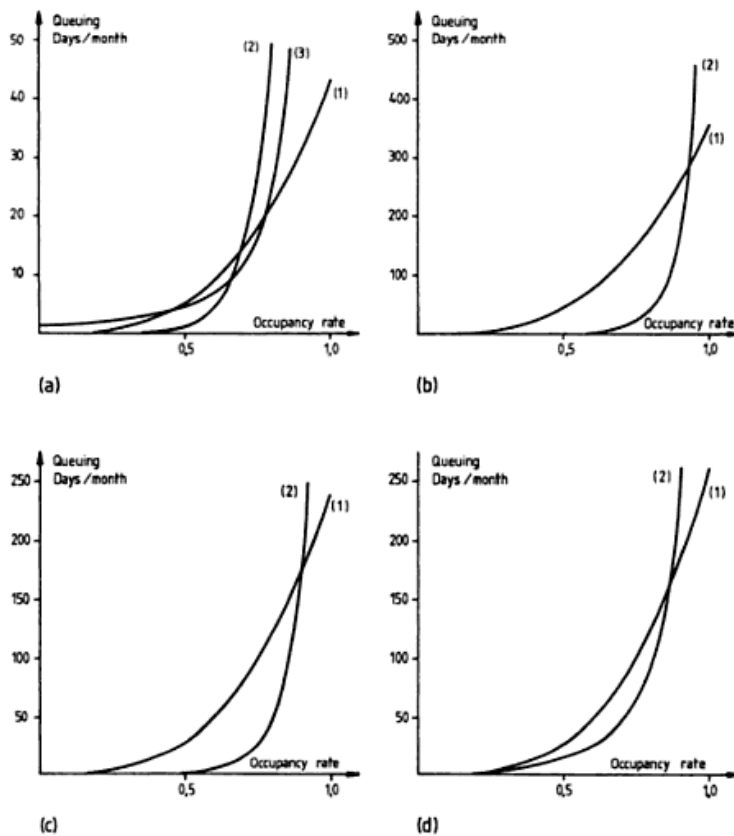 Queuing
Days/month
50
40
30
20
10
(2)
(3)
(1)
Occupancy rate
0,5
1,0
(a)
Queuing
Days/month
500
400
300
200
100
(2)
(1)
Occupancy rate
0,5
1,0
(b)
Queuing
Days/month
250
200
150
100
50
(2)
(1)
Occupancy rate
0,5
1,0
(c)
Queuing
Days/month
250
200
150
100
50
(2)
(1)
Occupancy rate
0,5
1,0
(d)